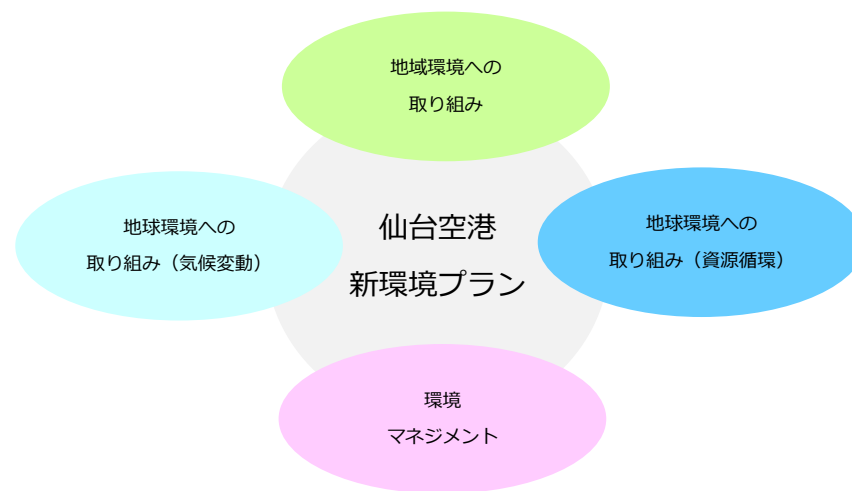 地域環境への
取り組み
地球環境への
取り組み（気候変動）
仙台空港
新環境プラン
地球環境への
取り組み（資源循環）
環境
マネジメント